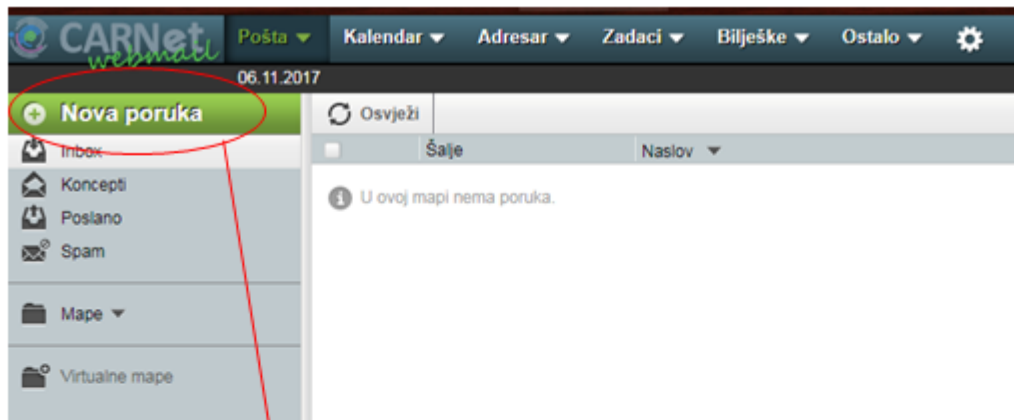 CARNet webmail
Pošta Kalendar Adresar Zadaci Bilješke Ostalo
06.11.2017
Nova poruka
Osvježi
Inbox
Šalje Naslov
Koncepti
U ovoj mapi nema poruka.
Poslano
Spam
Mape
Virtualne mape